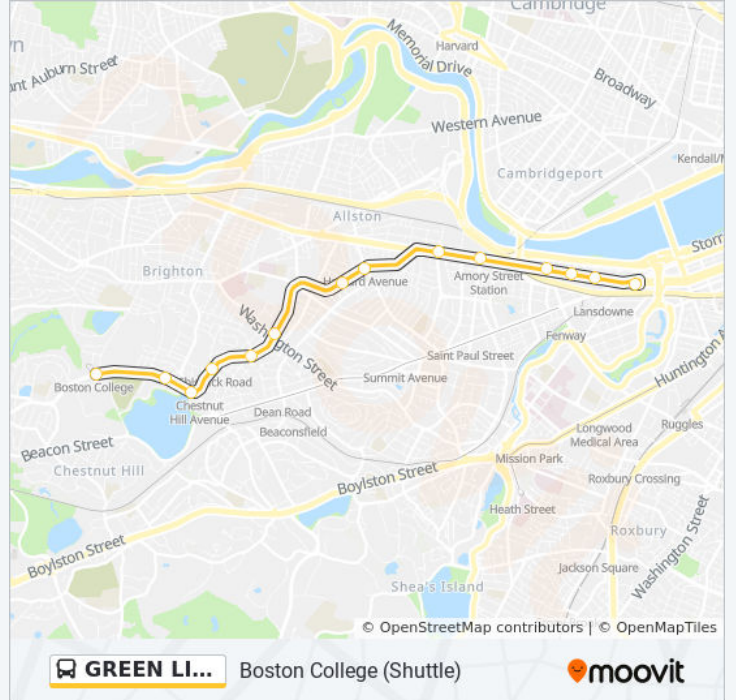 Cambridge
Harvard
Memorial Drive
Broadway
Western Avenue
Kendall/M
Cambridgeport
Allston
Storr
Brighton
Amory Street
Station
Lansdowne
Washington Street
Fenway
Saint Paul Street
Huntington A
Boston College
Road
Summit Avenue
Chestnut
Hill Avenue
Dean Road
Beaconsfield
Longwood
Medical Area
Ruggles
Beacon Street
Chestnut Hill
Mission Park
Boylston Street
Roxbury Crossing
Heath Street
Roxbury
Washington Street
Boylston Street
Jackson Square
Shea's Island
© OpenStreetMap contributors | © OpenMapTiles
GREEN LI...
Boston College (Shuttle)
moovit